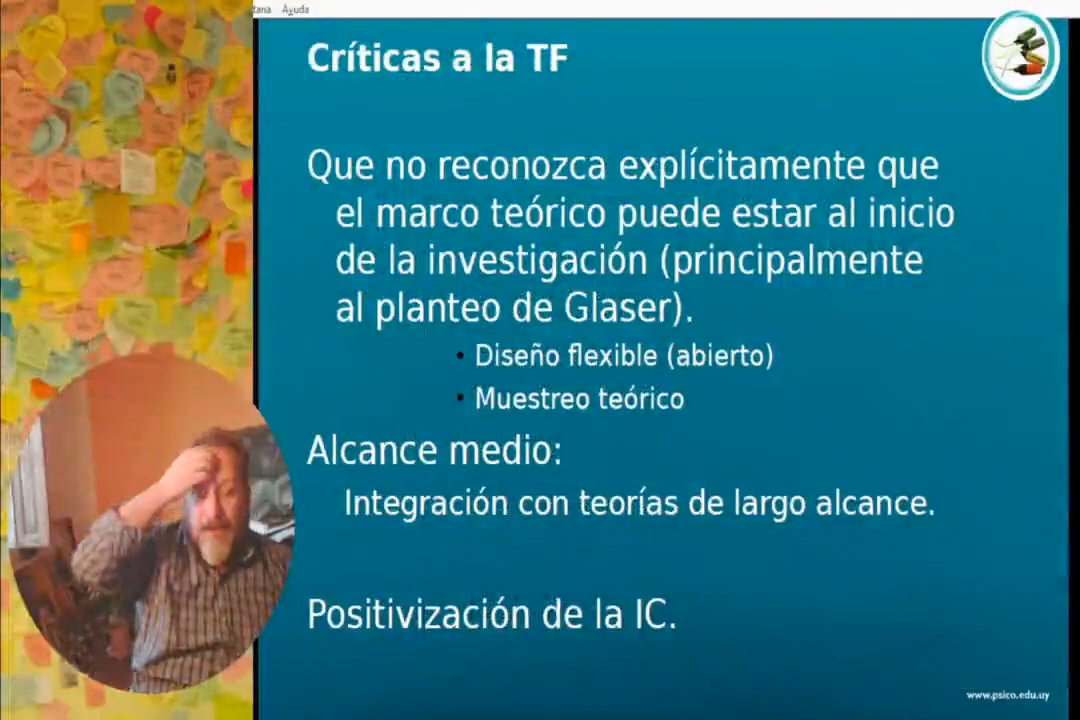 Ayuda
Críticas a la TF
Que no reconozca explícitamente que
el marco teórico puede estar al inicio
de la investigación (principalmente
al planteo de Glaser).
• Diseño flexible (abierto)
• Muestreo teórico
Alcance medio:
Integración con teorías de largo alcance.
Positivización de la IC.
www.psico.edu.uy